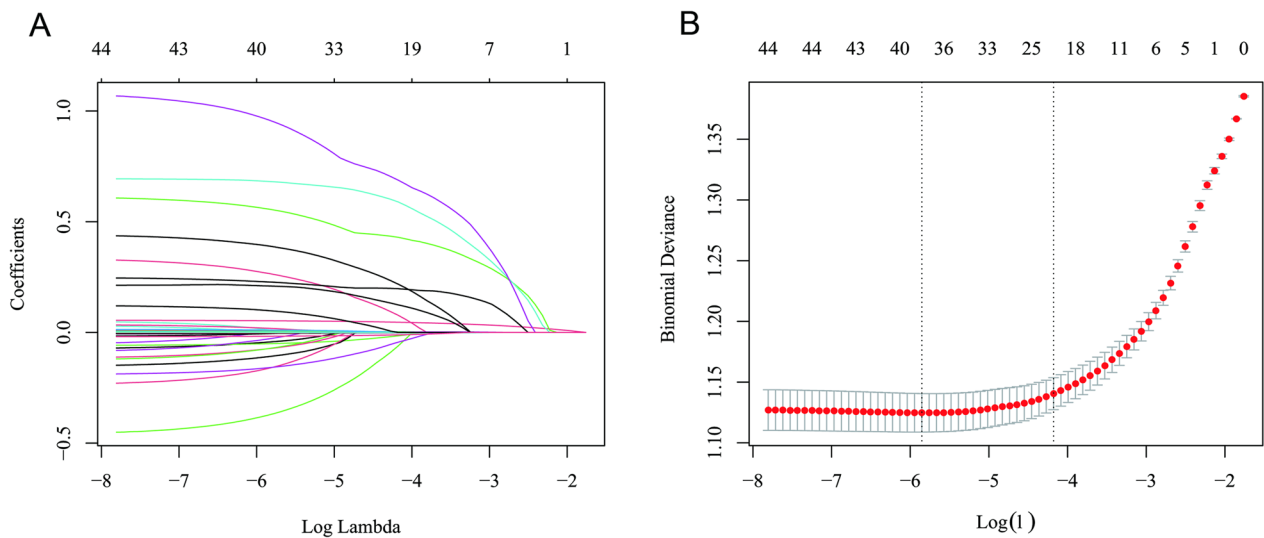 A
44 43 40 33 19 7 1
Coefficients
1.0
0.5
0.0
−0.5
−8 −7 −6 −5 −4 −3 −2
Log Lambda
B
44 44 43 40 36 33 25 18 11 6 5 1 0
Binomial Deviance
1.35
1.30
1.25
1.20
1.15
1.10
−8 −7 −6 −5 −4 −3 −2
Log(l)